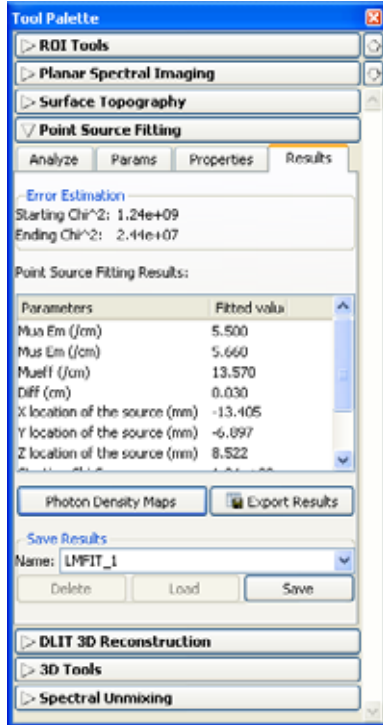 Tool Palette
ROI Tools
Planar Spectral Imaging
Surface Topography
Point Source Fitting
Analyze Params Properties Results
Error Estimation
Starting Chi^2: 1.24e+09
Ending Chi^2: 2.44e+07
Point Source Fitting Results:
Parameters Fitted valu
Mua Em (/cm) 5.500
Mus Em (/cm) 5.660
Mueff (/cm) 13.570
Diff (cm) 0.030
X location of the source (mm) -13.405
Y location of the source (mm) -6.897
Z location of the source (mm) 8.522
Photon Density Maps Export Results
Save Results
Name: LMFIT_1
Delete Load Save
DLIT 3D Reconstruction
3D Tools
Spectral Unmixing